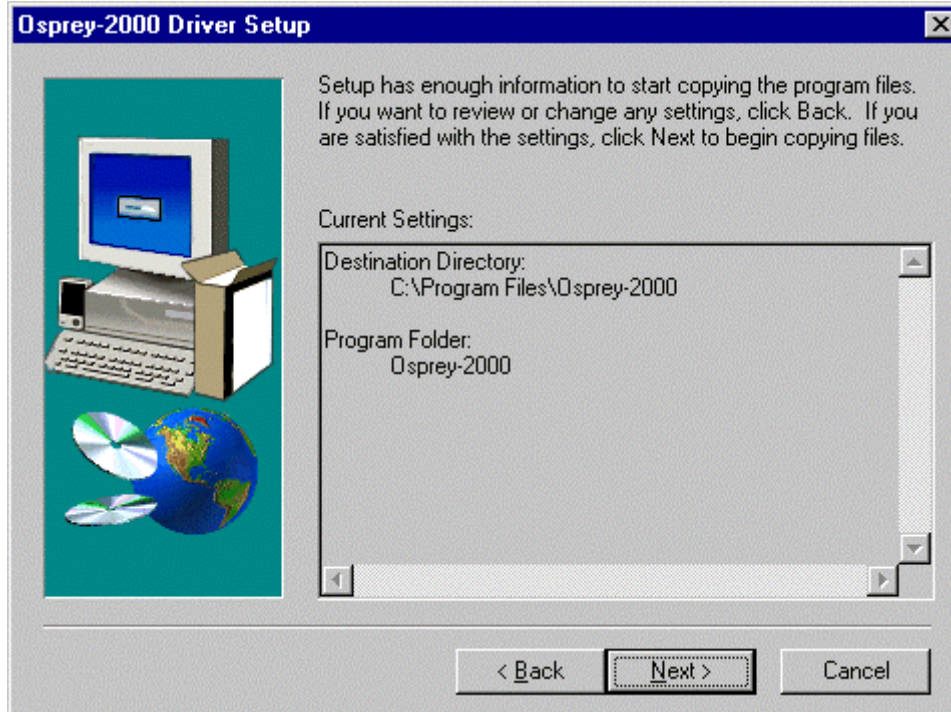 Osprey-2000 Driver Setup
Setup has enough information to start copying the program files.
If you want to review or change any settings, click Back.  If you
are satisfied with the settings, click Next to begin copying files.
Current Settings:
Destination Directory:
C:\Program Files\Osprey-2000
Program Folder:
Osprey-2000
< Back
Next >
Cancel